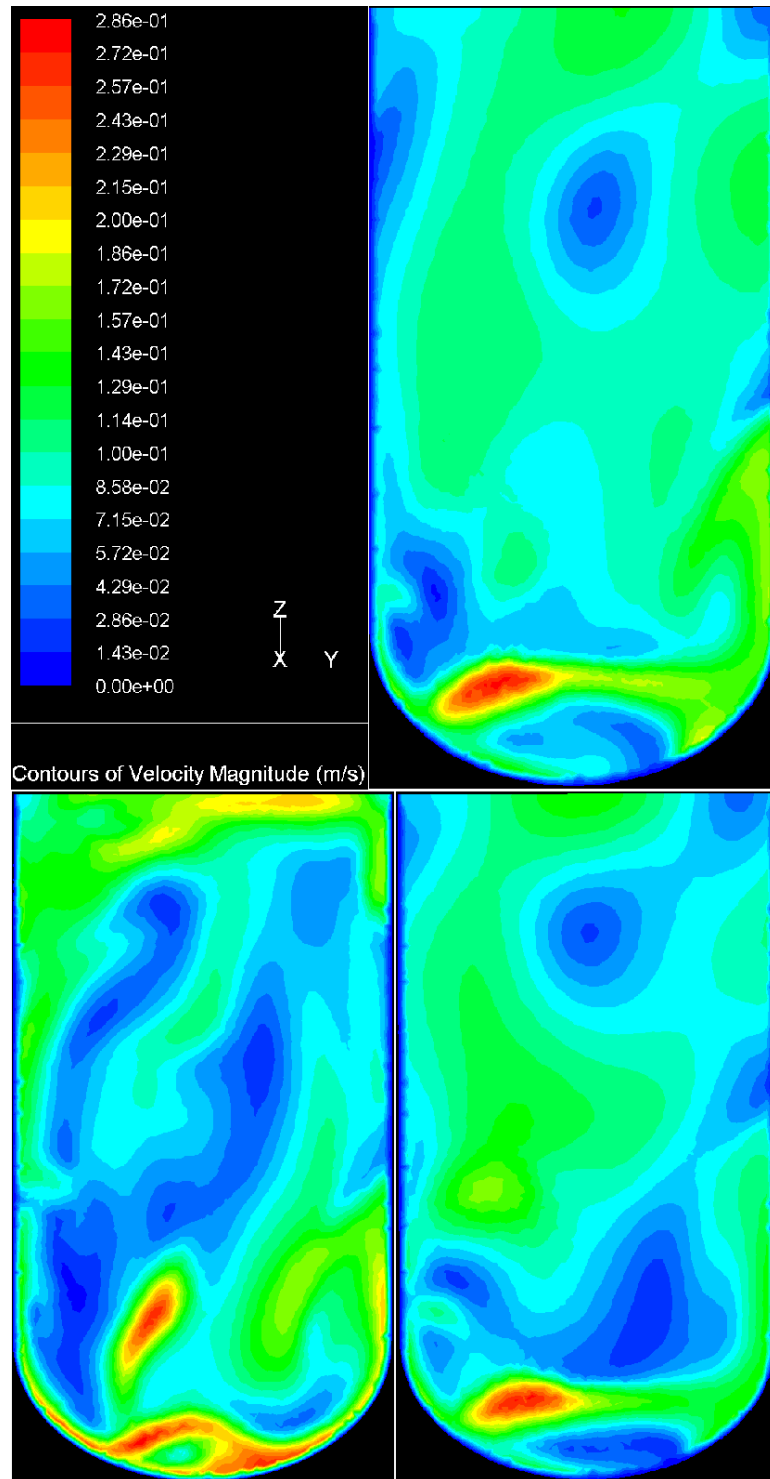 2.86e-01
2.72e-01
2.57e-01
2.43e-01
2.29e-01
2.15e-01
2.00e-01
1.86e-01
1.72e-01
1.57e-01
1.43e-01
1.29e-01
1.14e-01
1.00e-01
8.58e-02
7.15e-02
5.72e-02
4.29e-02
2.86e-02
1.43e-02
0.00e+00
Z
X Y
Contours of Velocity Magnitude (m/s)